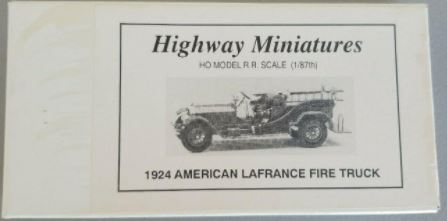 Highway Miniatures
HO MODEL R.R. SCALE (1/87th)
1924 AMERICAN LAFRANCE FIRE TRUCK